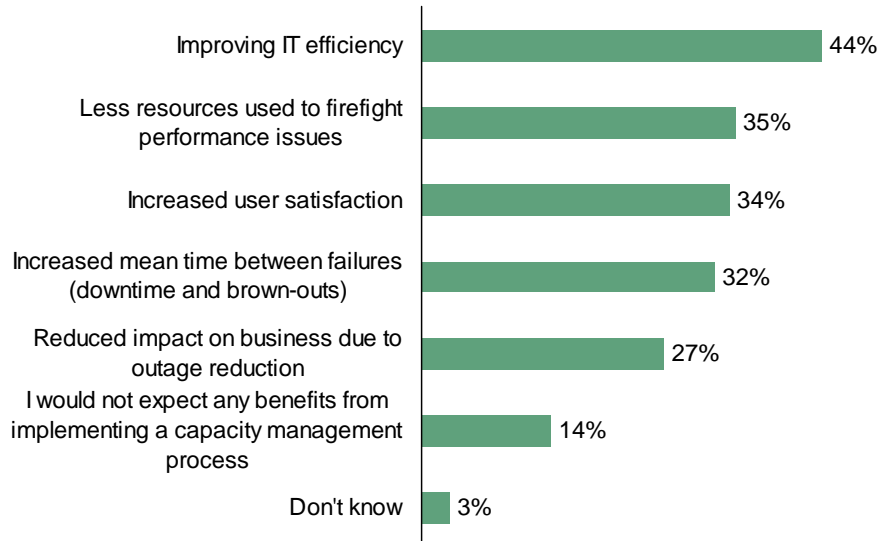 Improving IT efficiency
44%
Less resources used to firefight
performance issues
35%
Increased user satisfaction
34%
Increased mean time between failures
(downtime and brown-outs)
32%
Reduced impact on business due to
outage reduction
27%
I would not expect any benefits from
implementing a capacity management
process
14%
Don't know
3%